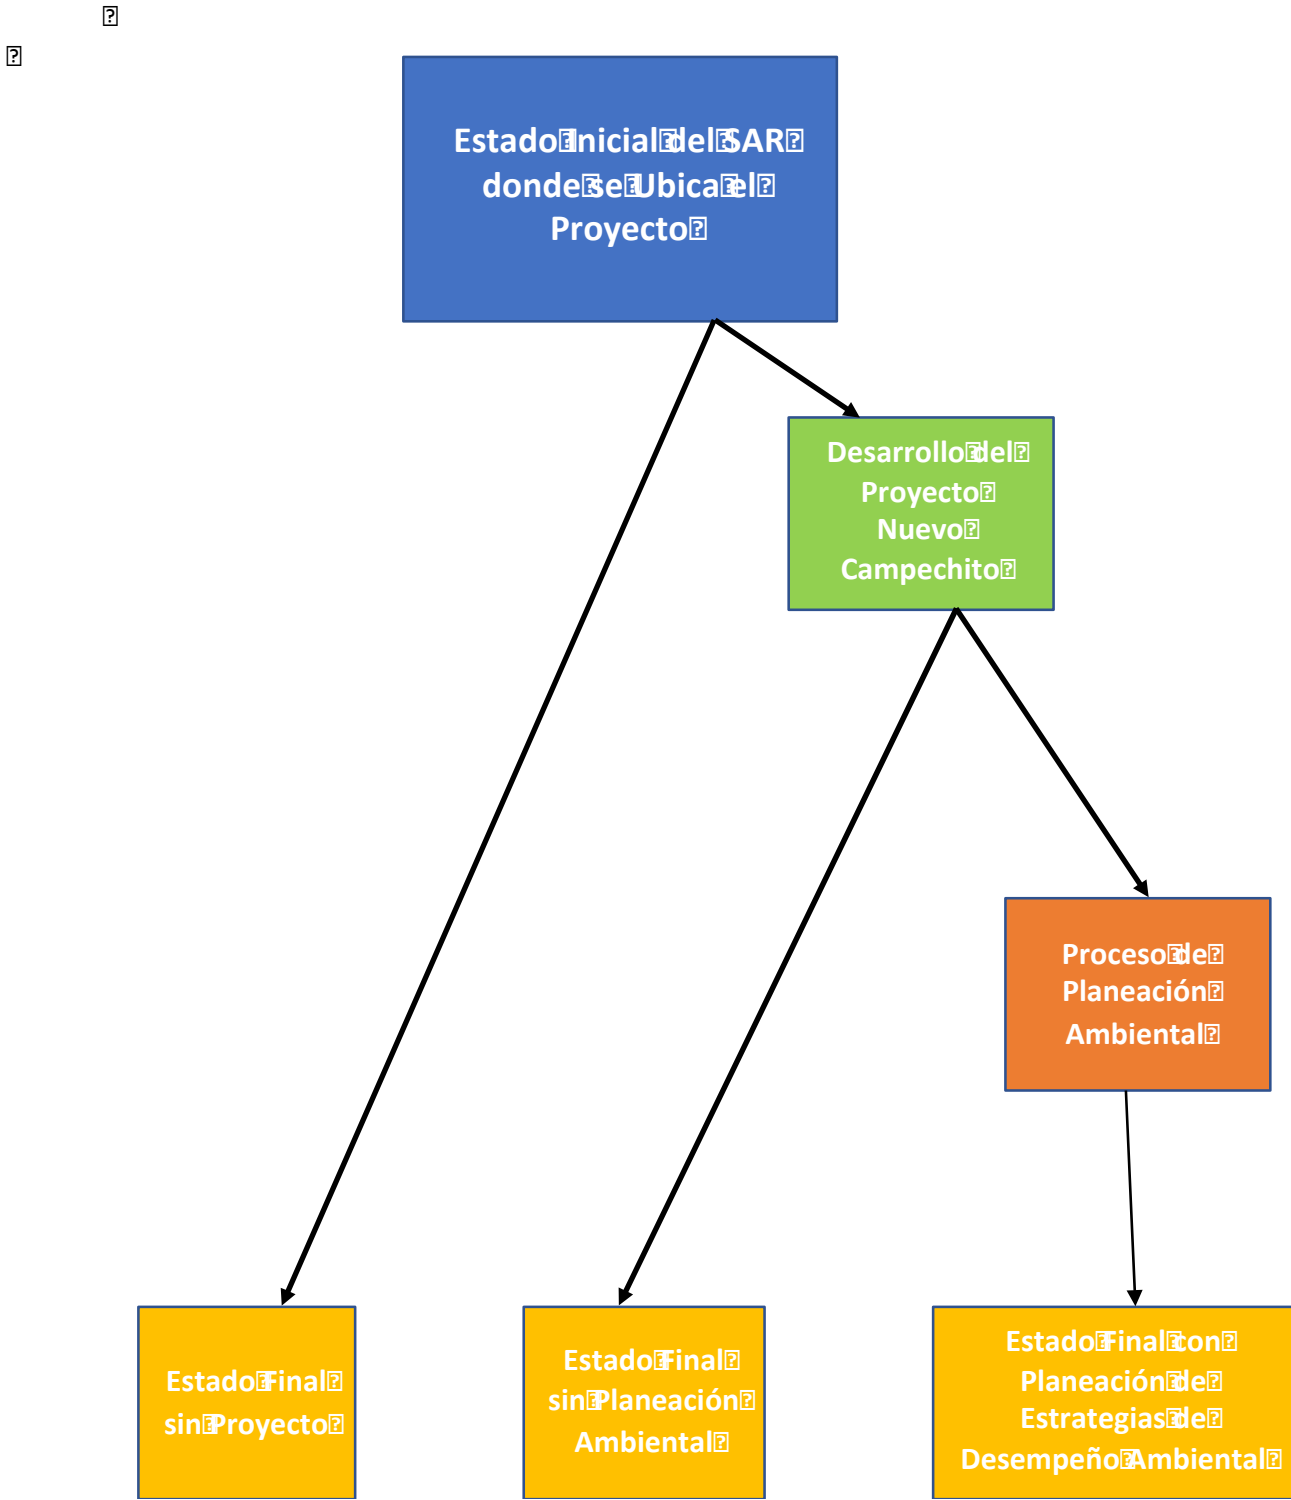 Estado Inicial del SAR
donde se Ubica el
Proyecto
Desarrollo del
Proyecto
Nuevo
Campechito
Proceso de
Planeación
Ambiental
Estado Final
sin Proyecto
Estado Final
sin Planeación
Ambiental
Estado Final con
Planeación de
Estrategias de
Desempeño Ambiental